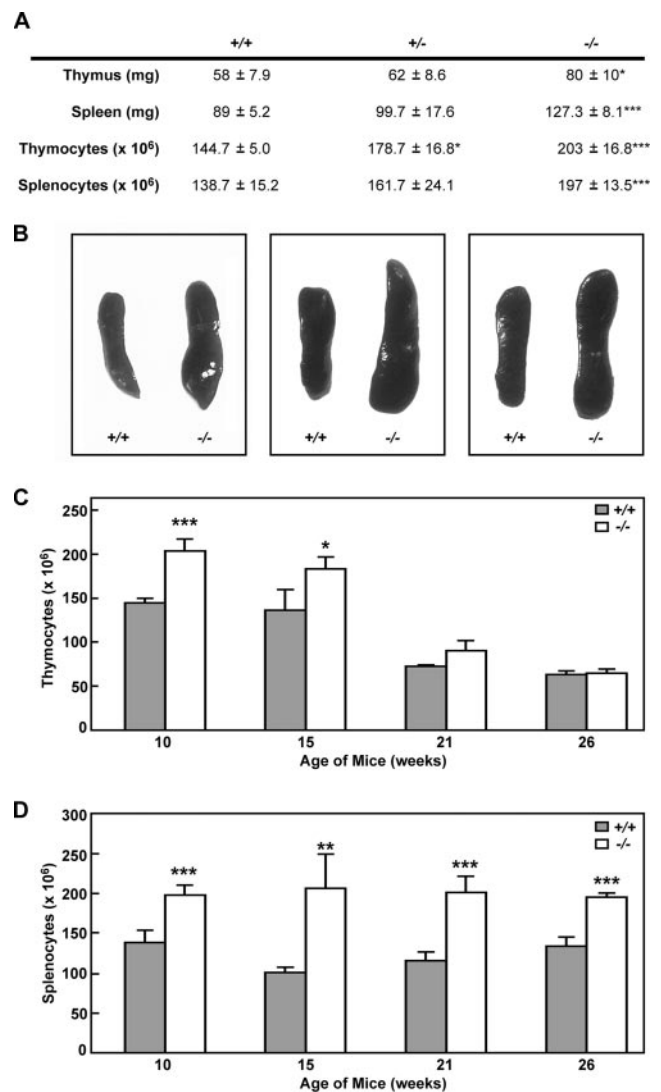 A
+/+ +/- -/-
Thymus (mg) 58 ± 7.9 62 ± 8.6 80 ± 10*
Spleen (mg) 89 ± 5.2 99.7 ± 17.6 127.3 ± 8.1***
Thymocytes (x 10⁶) 144.7 ± 5.0 178.7 ± 16.8* 203 ± 16.8***
Splenocytes (x 10⁶) 138.7 ± 15.2 161.7 ± 24.1 197 ± 13.5***
B
+/+ -/- +/+ -/- +/+ -/-
C
Thymocytes (x 10⁶)
250
200
150
100
50
0
*** *
+/+
-/-
10 15 21 26
Age of Mice (weeks)
D
Splenocytes (x 10⁶)
300
250
200
150
100
50
0
*** ** *** ***
+/+
-/-
10 15 21 26
Age of Mice (weeks)